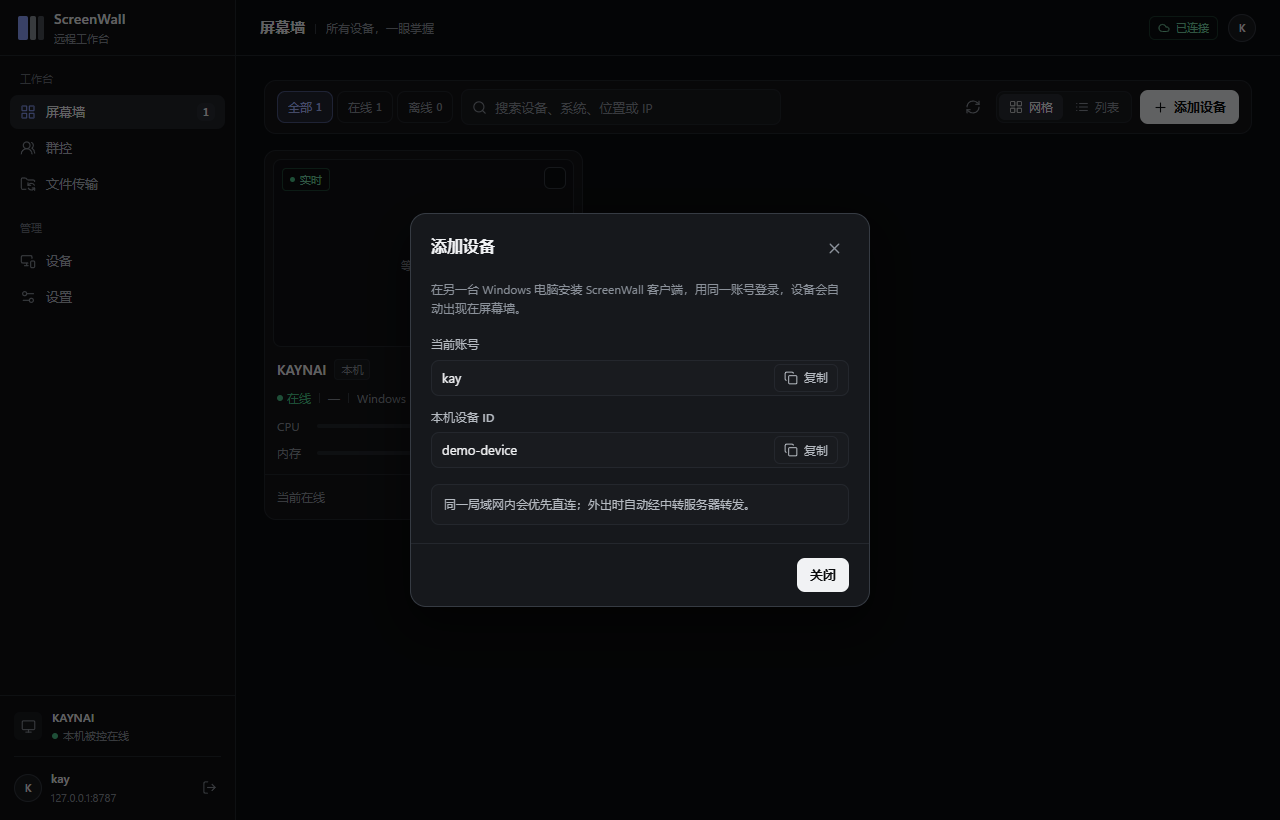 ScreenWall
远程工作台
屏幕墙
所有设备，一眼掌握
已连接
K
工作台
屏幕墙
1
群控
文件传输
管理
设备
设置
全部 1
在线 1
离线 0
搜索设备、系统、位置或 IP
网格
列表
添加设备
实时
等
KAYNAI
本机
在线
—
Windows
CPU
内存
当前在线
添加设备
在另一台 Windows 电脑安装 ScreenWall 客户端，用同一账号登录，设备会自
动出现在屏幕墙。
当前账号
kay
复制
本机设备 ID
demo-device
复制
同一局域网内会优先直连；外出时自动经中转服务器转发。
关闭
KAYNAI
本机被控在线
K
kay
127.0.0.1:8787